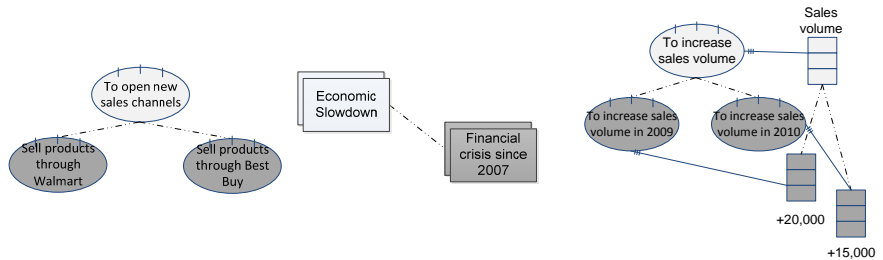 To open new
sales channels
Sell products
through
Walmart
Sell products
through Best
Buy
Economic
Slowdown
Financial
crisis since
2007
To increase
sales volume
Sales
volume
To increase sales
volume in 2009
To increase sales
volume in 2010
+20,000
+15,000